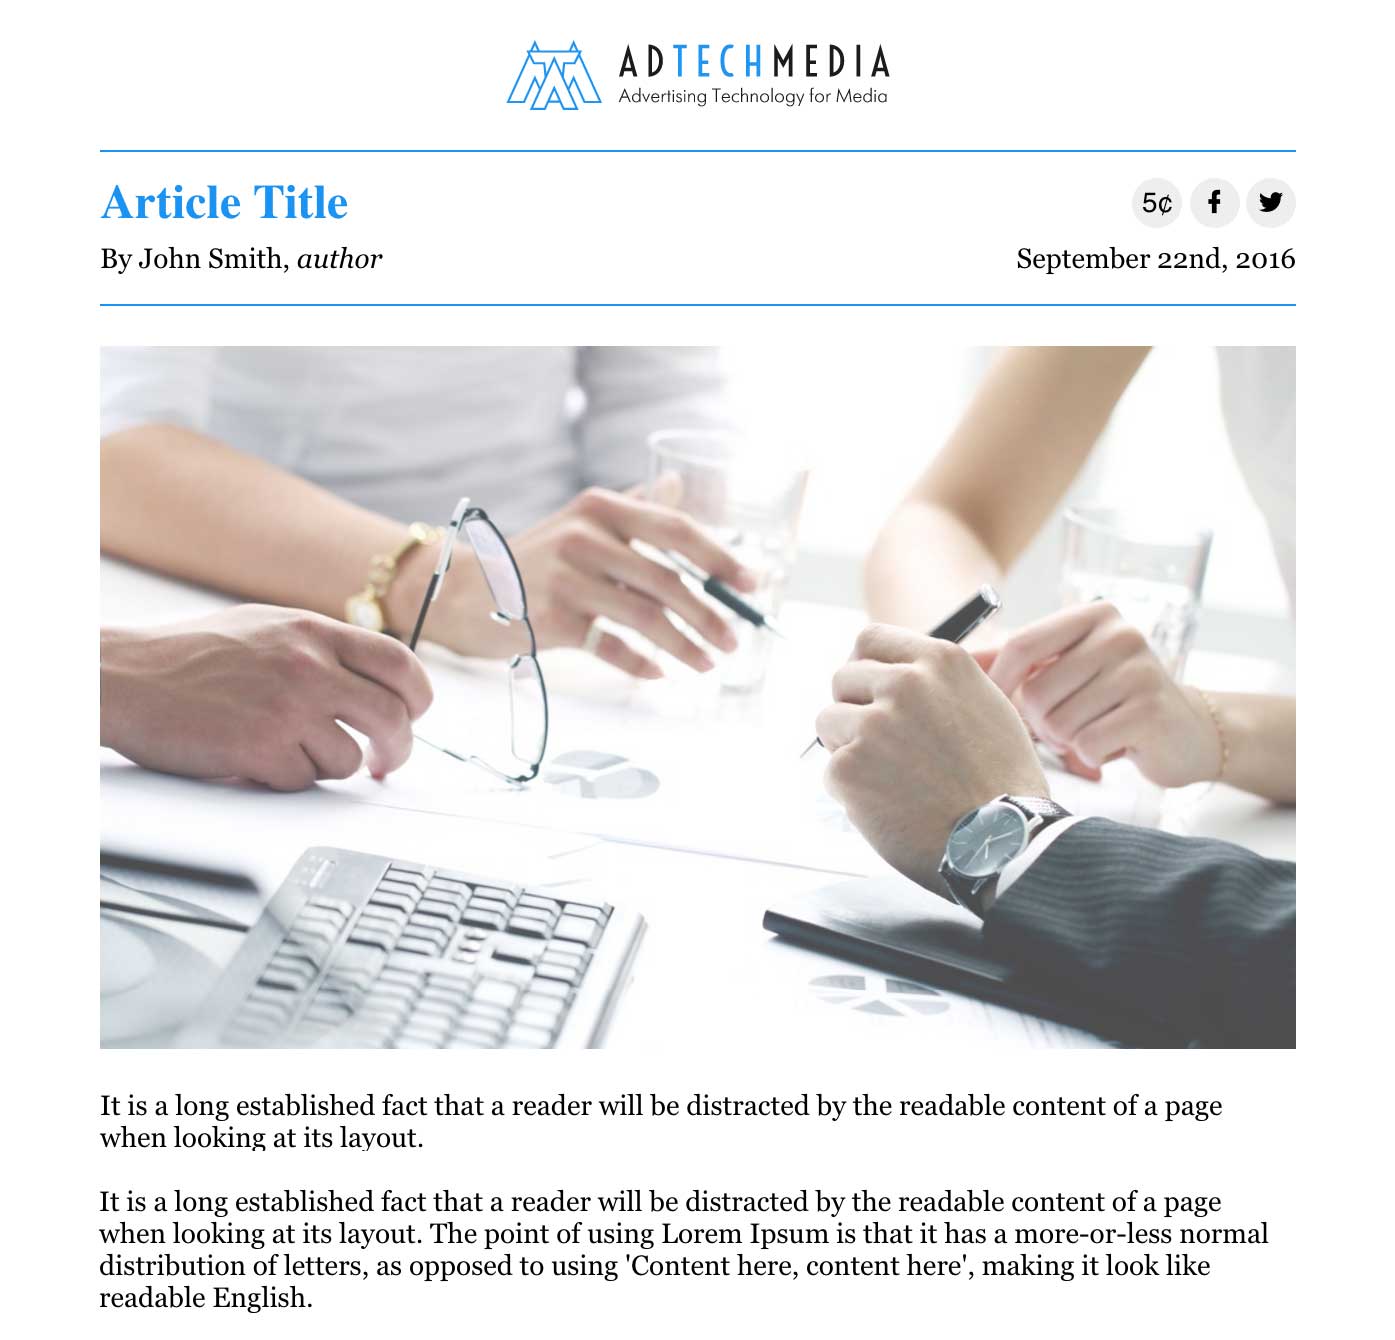 ADTECHMEDIA
Advertising Technology for Media
Article Title
5¢
By John Smith, author
September 22nd, 2016
It is a long established fact that a reader will be distracted by the readable content of a page
when looking at its layout.
It is a long established fact that a reader will be distracted by the readable content of a page
when looking at its layout. The point of using Lorem Ipsum is that it has a more-or-less normal
distribution of letters, as opposed to using 'Content here, content here', making it look like
readable English.